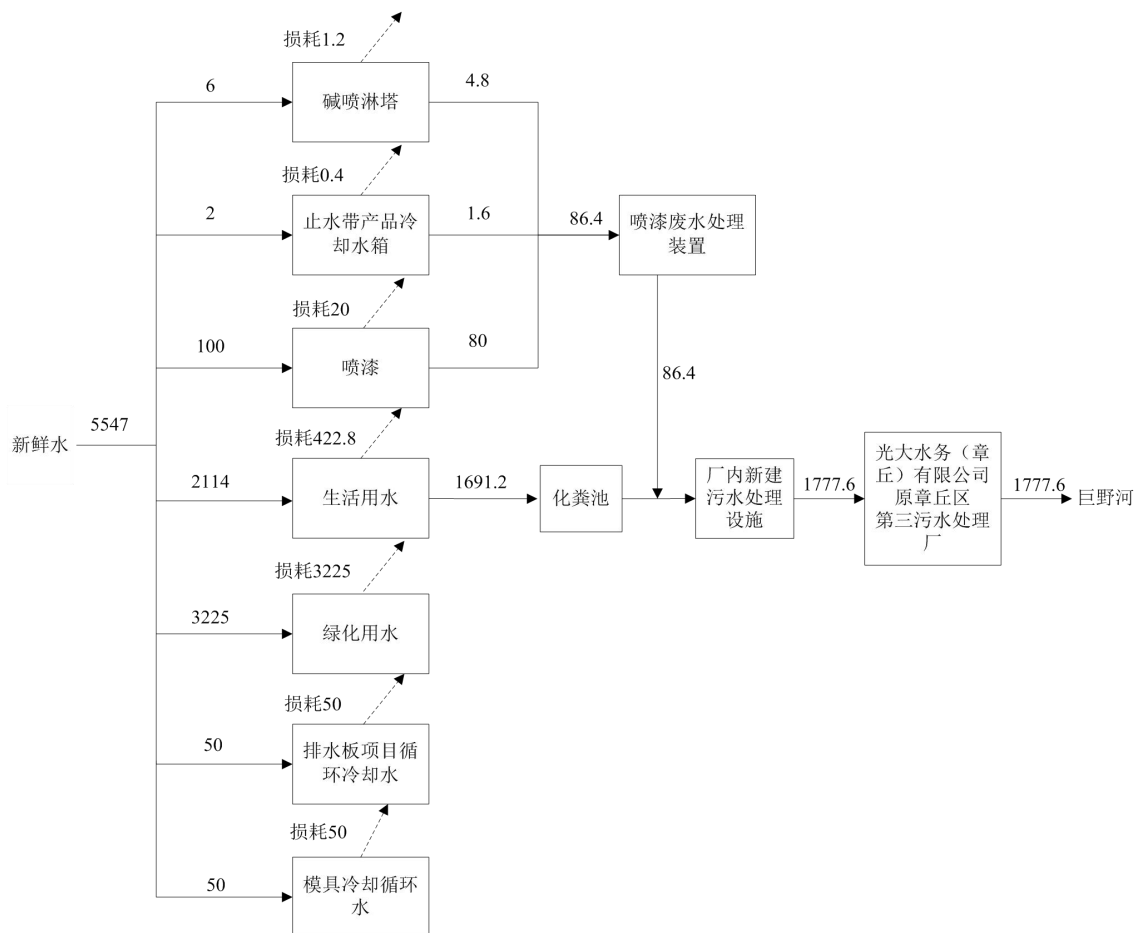 损耗1.2
6
碱喷淋塔
4.8
损耗0.4
2
止水带产品冷
却水箱
1.6
86.4
喷漆废水处理
装置
损耗20
100
喷漆
80
86.4
新鲜水
5547
损耗422.8
2114
生活用水
1691.2
化粪池
厂内新建
污水处理
设施
1777.6
光大水务（章
丘）有限公司
原章丘区
第三污水处理
厂
1777.6
巨野河
损耗3225
3225
绿化用水
损耗50
50
排水板项目循
环冷却水
损耗50
50
模具冷却循环
水